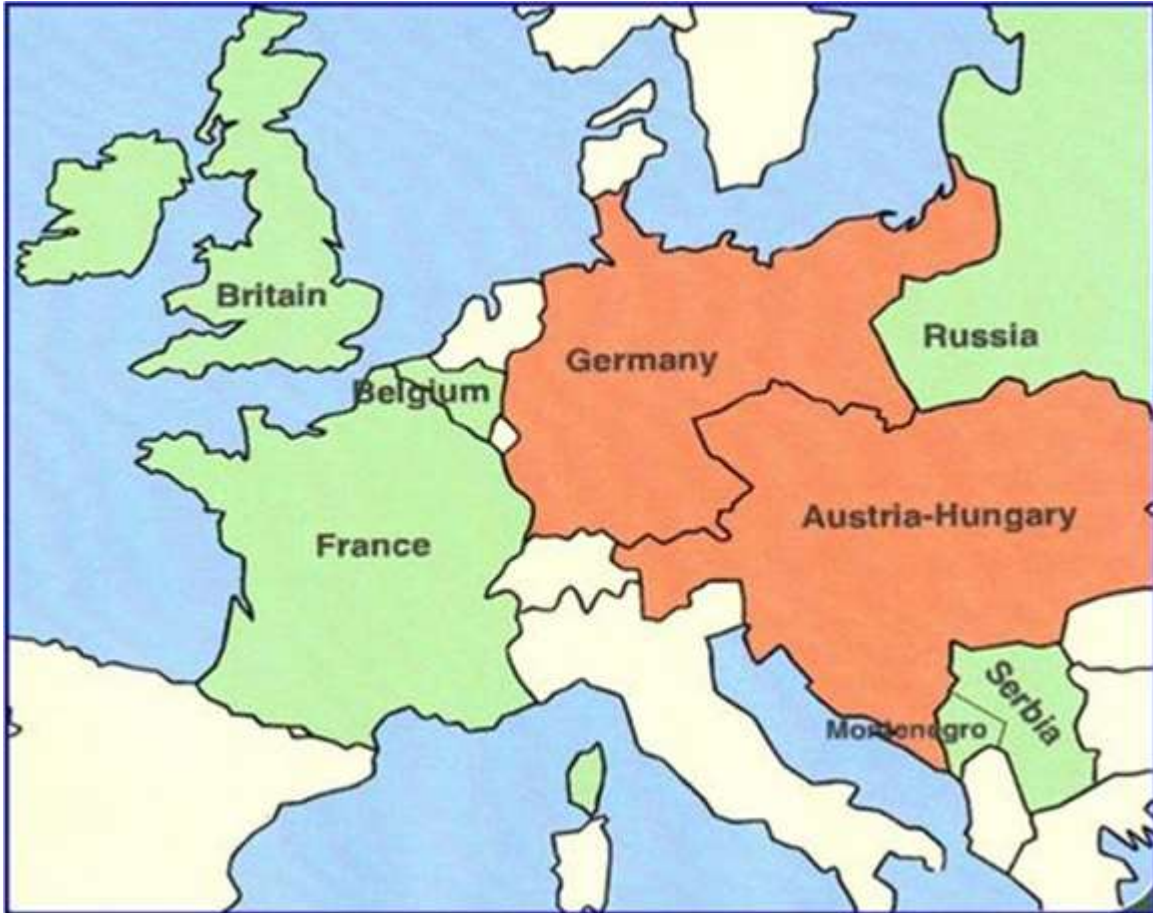 Britain
Russia
Germany
Belgium
Austria-Hungary
France
Serbia
Montenegro